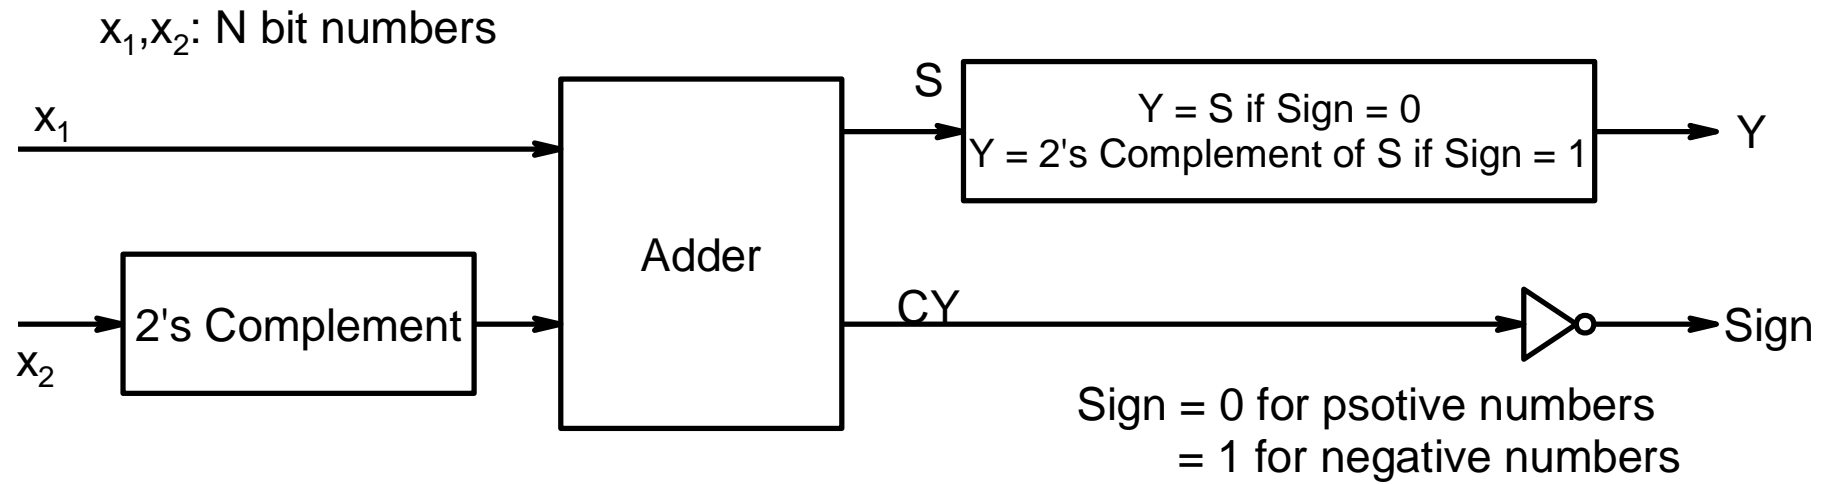 x₁,x₂: N bit numbers
x₁
S
Y = S if Sign = 0
Y = 2's Complement of S if Sign = 1
Y
Adder
2's Complement
x₂
CY
Sign
Sign = 0 for psotive numbers
= 1 for negative numbers